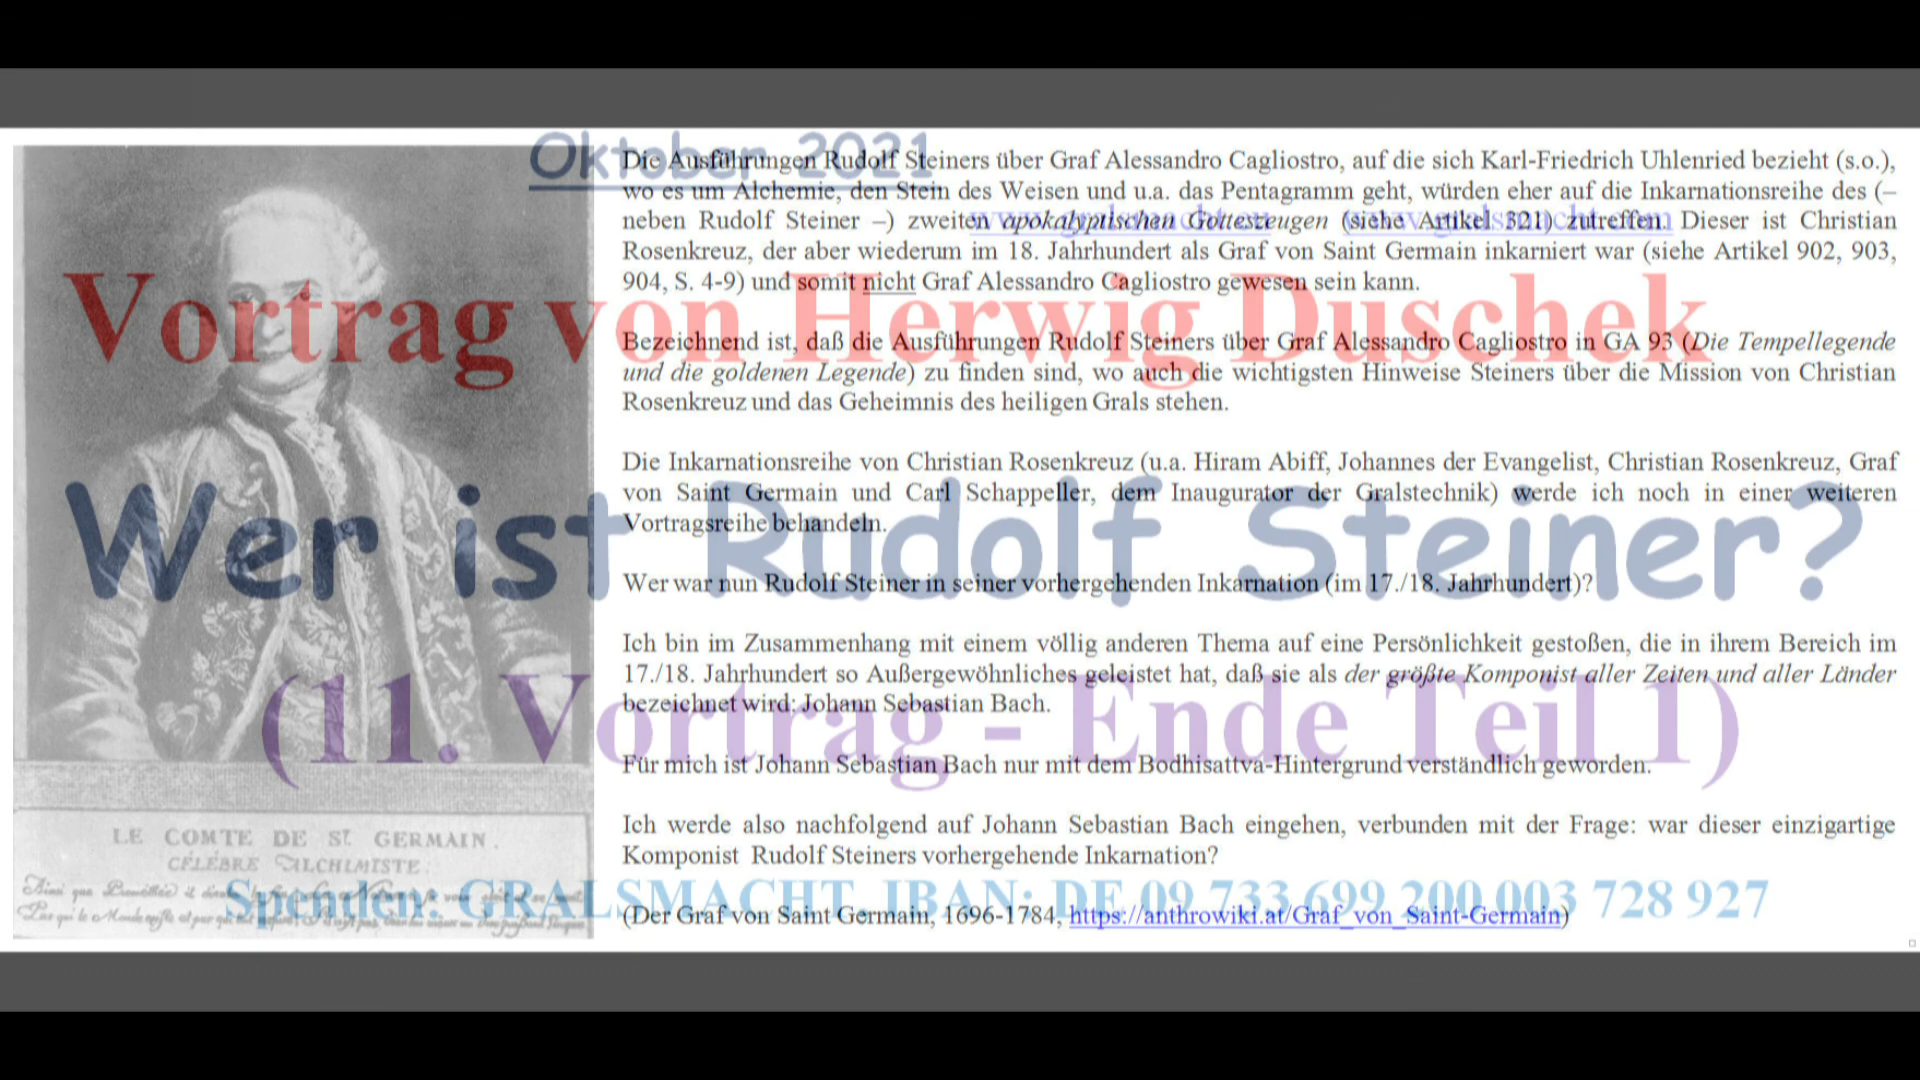 Oktober 2021
Die Ausführungen Rudolf Steiners über Graf Alessandro Cagliostro, auf die sich Karl-Friedrich Uhlenried bezieht (s.o.),
wo es um Alchemie, den Stein des Weisen und u.a. das Pentagramm geht, würden eher auf die Inkarnationsreihe des (–
neben Rudolf Steiner –) zweiten apokalyptischen Gotteszeugen (siehe Artikel 321) zutreffen. Dieser ist Christian
Rosenkreuz, der aber wiederum im 18. Jahrhundert als Graf von Saint Germain inkarniert war (siehe Artikel 902, 903,
904, S. 4-9) und somit nicht Graf Alessandro Cagliostro gewesen sein kann.
Vortrag von Herwig Duschek
Bezeichnend ist, daß die Ausführungen Rudolf Steiners über Graf Alessandro Cagliostro in GA 93 (Die Tempellegende
und die goldenen Legende) zu finden sind, wo auch die wichtigsten Hinweise Steiners über die Mission von Christian
Rosenkreuz und das Geheimnis des heiligen Grals stehen.
Die Inkarnationsreihe von Christian Rosenkreuz (u.a. Hiram Abiff, Johannes der Evangelist, Christian Rosenkreuz, Graf
von Saint Germain und Carl Schappeller, dem Inaugurator der Gralstechnik) werde ich noch in einer weiteren
Vortragsreihe behandeln.
Wer ist Rudolf Steiner?
Wer war nun Rudolf Steiner in seiner vorhergehenden Inkarnation (im 17./18. Jahrhundert)?
Ich bin im Zusammenhang mit einem völlig anderen Thema auf eine Persönlichkeit gestoßen, die in ihrem Bereich im
17./18. Jahrhundert so Außergewöhnliches geleistet hat, daß sie als der größte Komponist aller Zeiten und aller Länder
bezeichnet wird: Johann Sebastian Bach.
(11. Vortrag - Ende Teil 1)
Für mich ist Johann Sebastian Bach nur mit dem Bodhisattva-Hintergrund verständlich geworden.
Ich werde also nachfolgend auf Johann Sebastian Bach eingehen, verbunden mit der Frage: war dieser einzigartige
Komponist Rudolf Steiners vorhergehende Inkarnation?
Spenden: GRALSMACHT, IBAN: DE 09 733 699 200 003 728 927
(Der Graf von Saint Germain, 1696-1784, https://anthrowiki.at/Graf_von_Saint-Germain)
LE COMTE DE ST. GERMAIN.
CÉLÈBRE ALCHIMISTE.